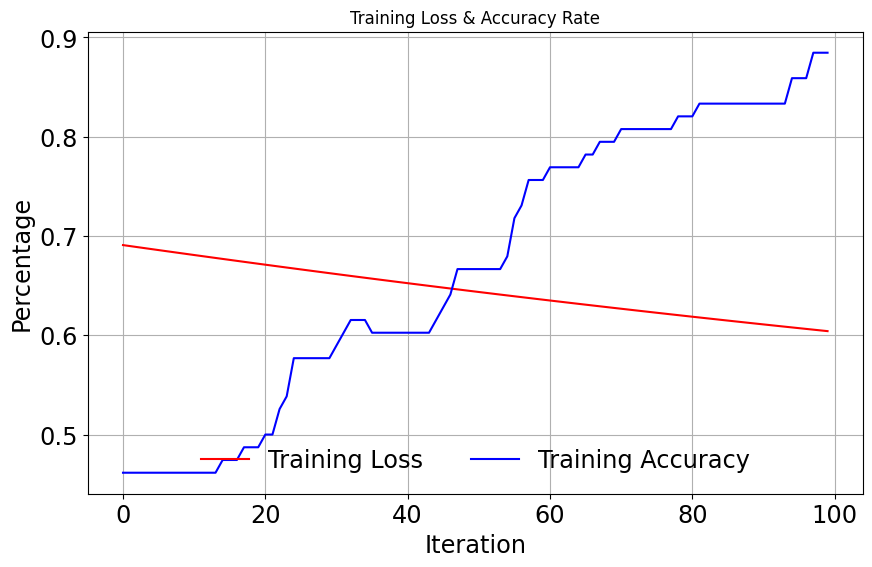 Training Loss & Accuracy Rate
0.9
0.8
0.7
0.6
0.5
Percentage
Training Loss
Training Accuracy
0 20 40 60 80 100
Iteration